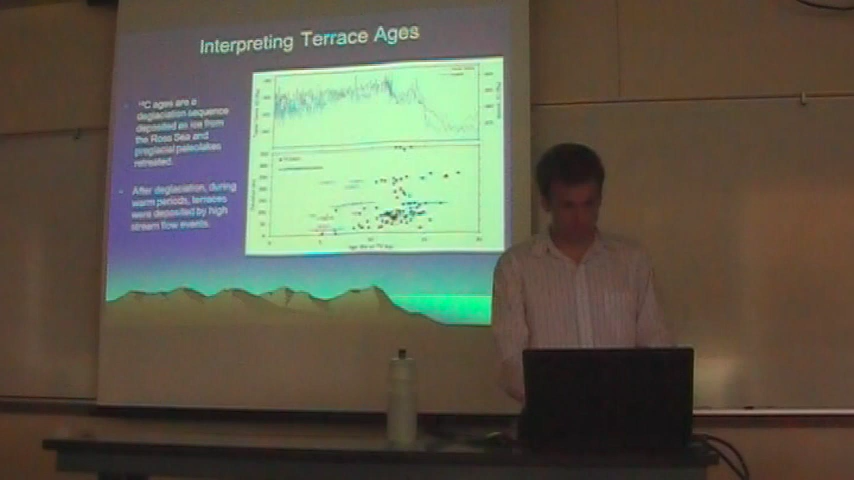 Interpreting Terrace Ages
¹⁴C ages are a
deglaciation sequence
deposited as ice from
the Ross Sea and
preglacial paleolakes
retreated.
After deglaciation, during
warm periods, terraces
were deposited by high
stream flow events.